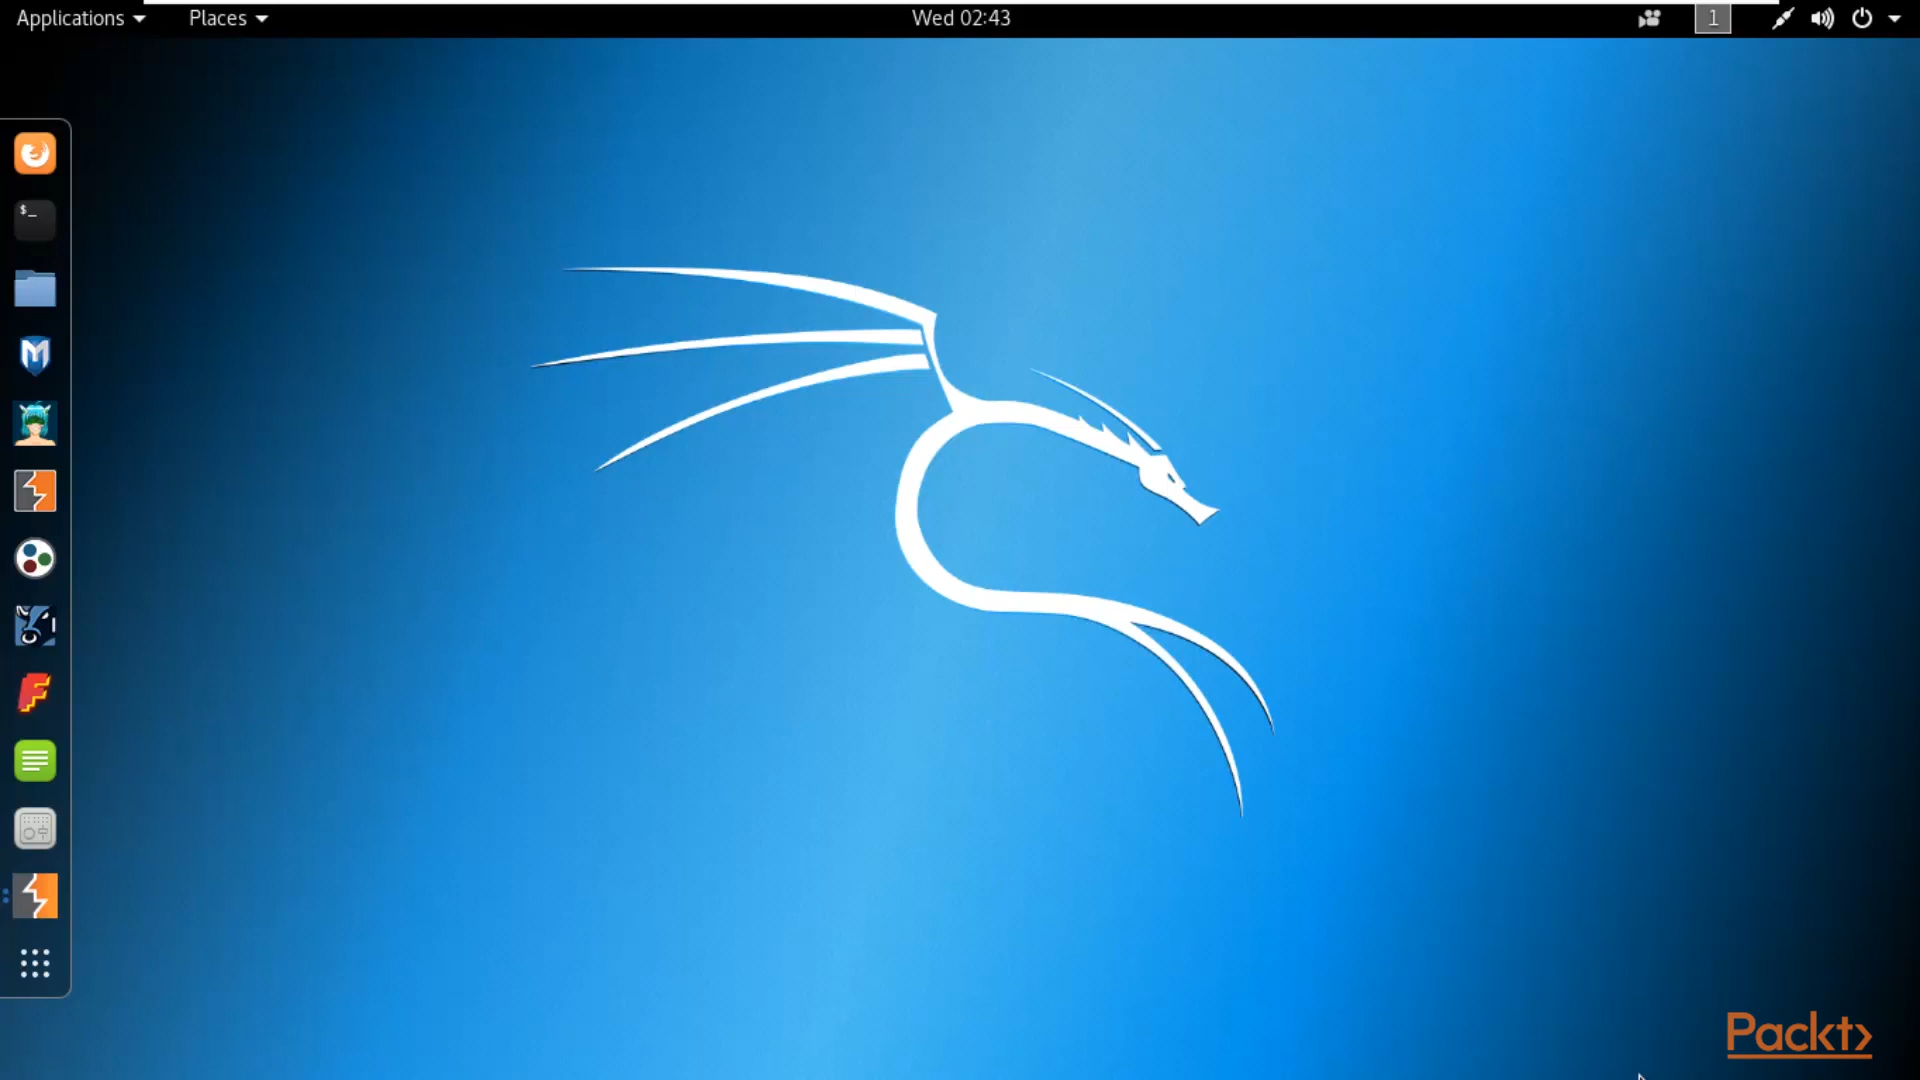 Applications
Places
Wed 02:43
1
$_
M
F
Packt>